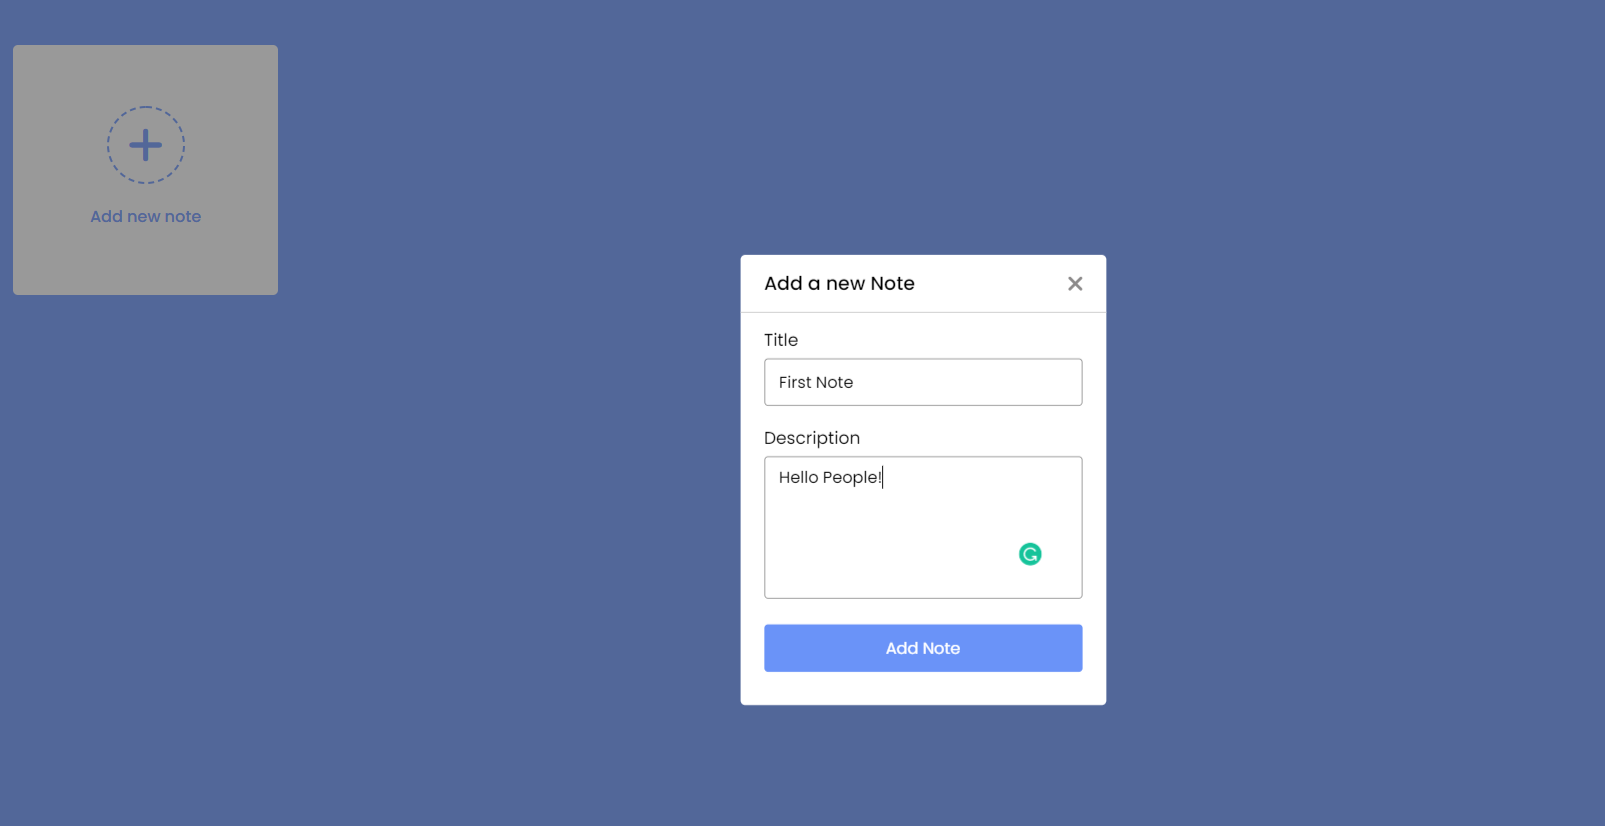 Add new note
Add a new Note
Title
First Note
Description
Hello People!
Add Note